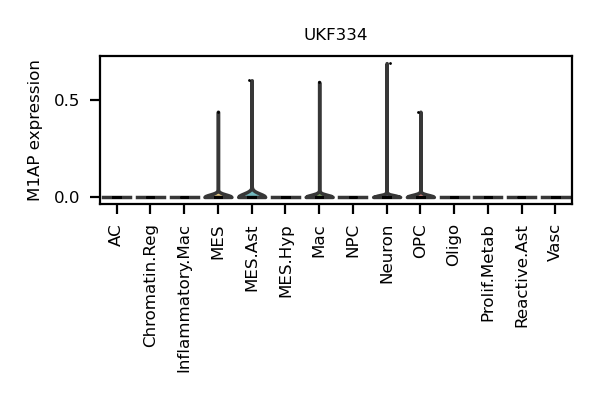 UKF334
M1AP expression
0.5
0.0
AC
Chromatin.Reg
Inflammatory.Mac
MES
MES.Ast
MES.Hyp
Mac
NPC
Neuron
OPC
Oligo
Prolif.Metab
Reactive.Ast
Vasc